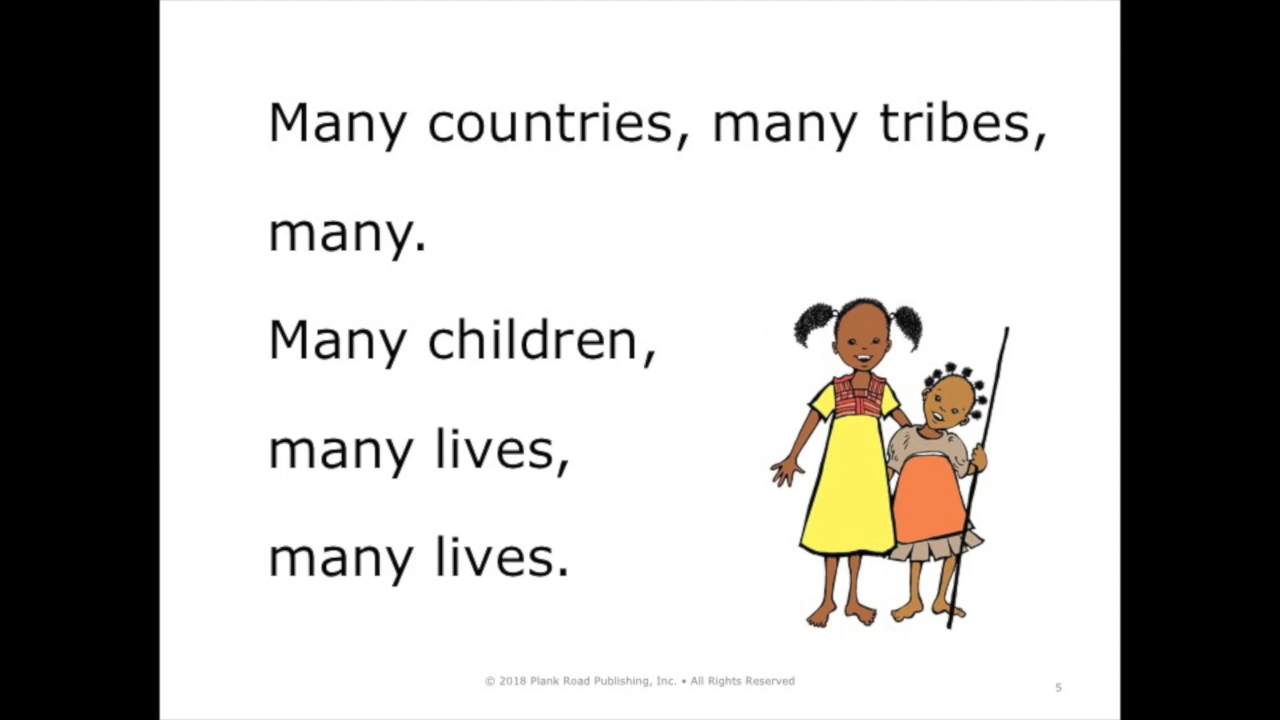 Many countries, many tribes,
many.
Many children,
many lives,
many lives.
© 2018 Plank Road Publishing, Inc. • All Rights Reserved
5